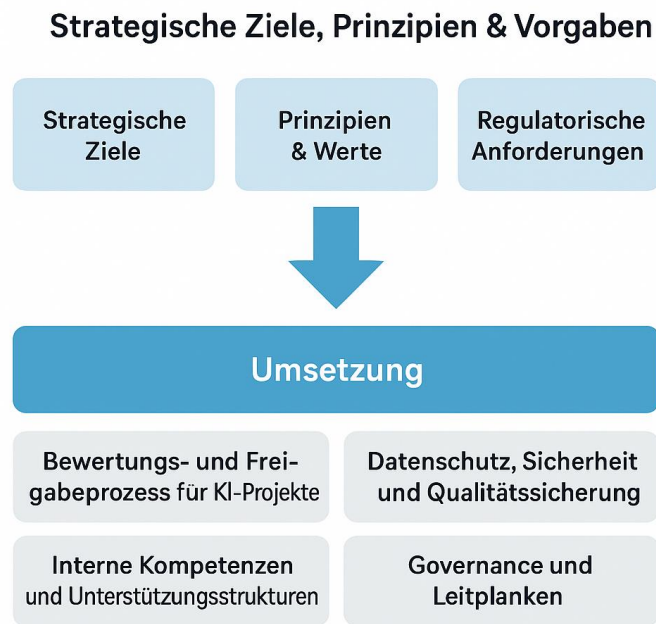 Strategische Ziele, Prinzipien & Vorgaben
Strategische
Ziele
Prinzipien
& Werte
Regulatorische
Anforderungen
Umsetzung
Bewertungs- und Frei-
gabeprozess für KI-Projekte
Datenschutz, Sicherheit
und Qualitätssicherung
Interne Kompetenzen
und Unterstützungsstrukturen
Governance und
Leitplanken